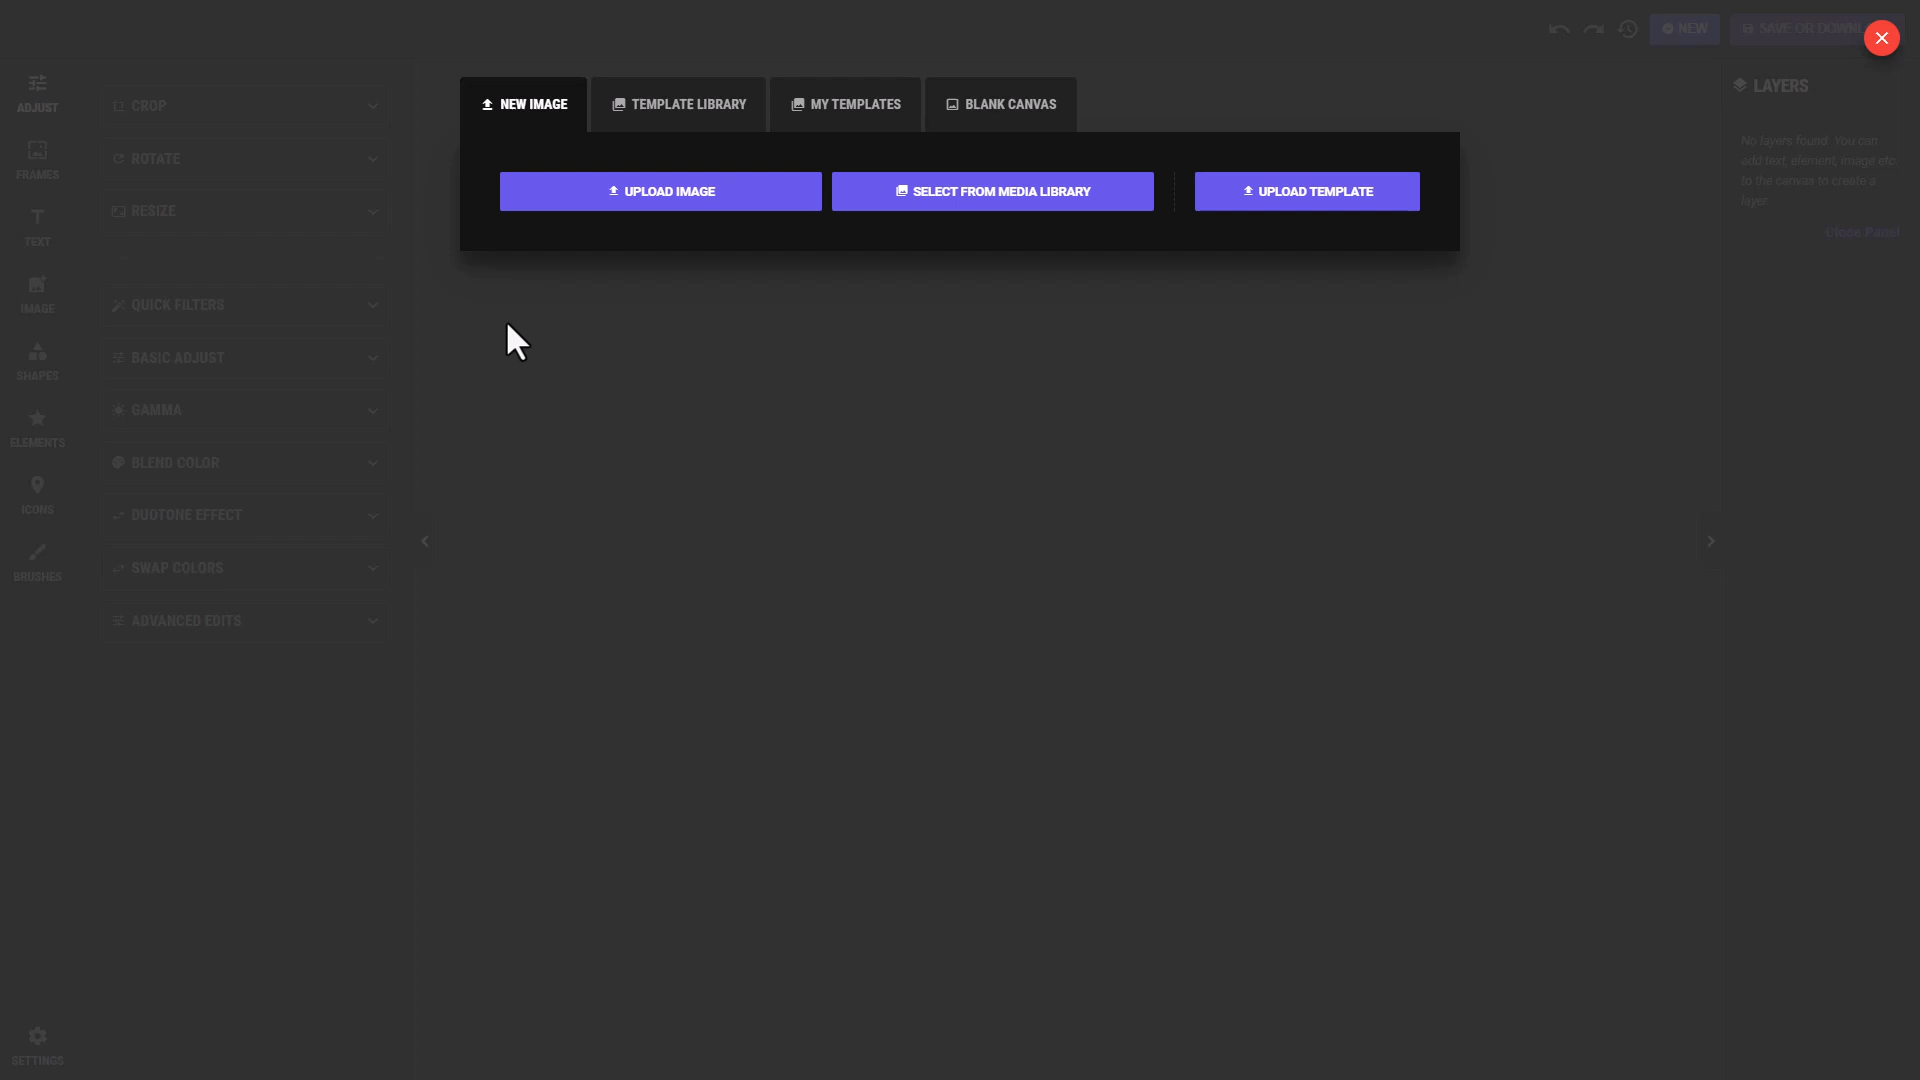 NEW
SAVE OR DOWNL
ADJUST
FRAMES
TEXT
IMAGE
SHAPES
ELEMENTS
ICONS
BRUSHES
SETTINGS
CROP
ROTATE
RESIZE
QUICK FILTERS
BASIC ADJUST
GAMMA
BLEND COLOR
DUOTONE EFFECT
SWAP COLORS
ADVANCED EDITS
NEW IMAGE
TEMPLATE LIBRARY
MY TEMPLATES
BLANK CANVAS
UPLOAD IMAGE
SELECT FROM MEDIA LIBRARY
UPLOAD TEMPLATE
LAYERS
No layers found. You can
add text, element, image etc.
to the canvas to create a
layer.
Close Panel